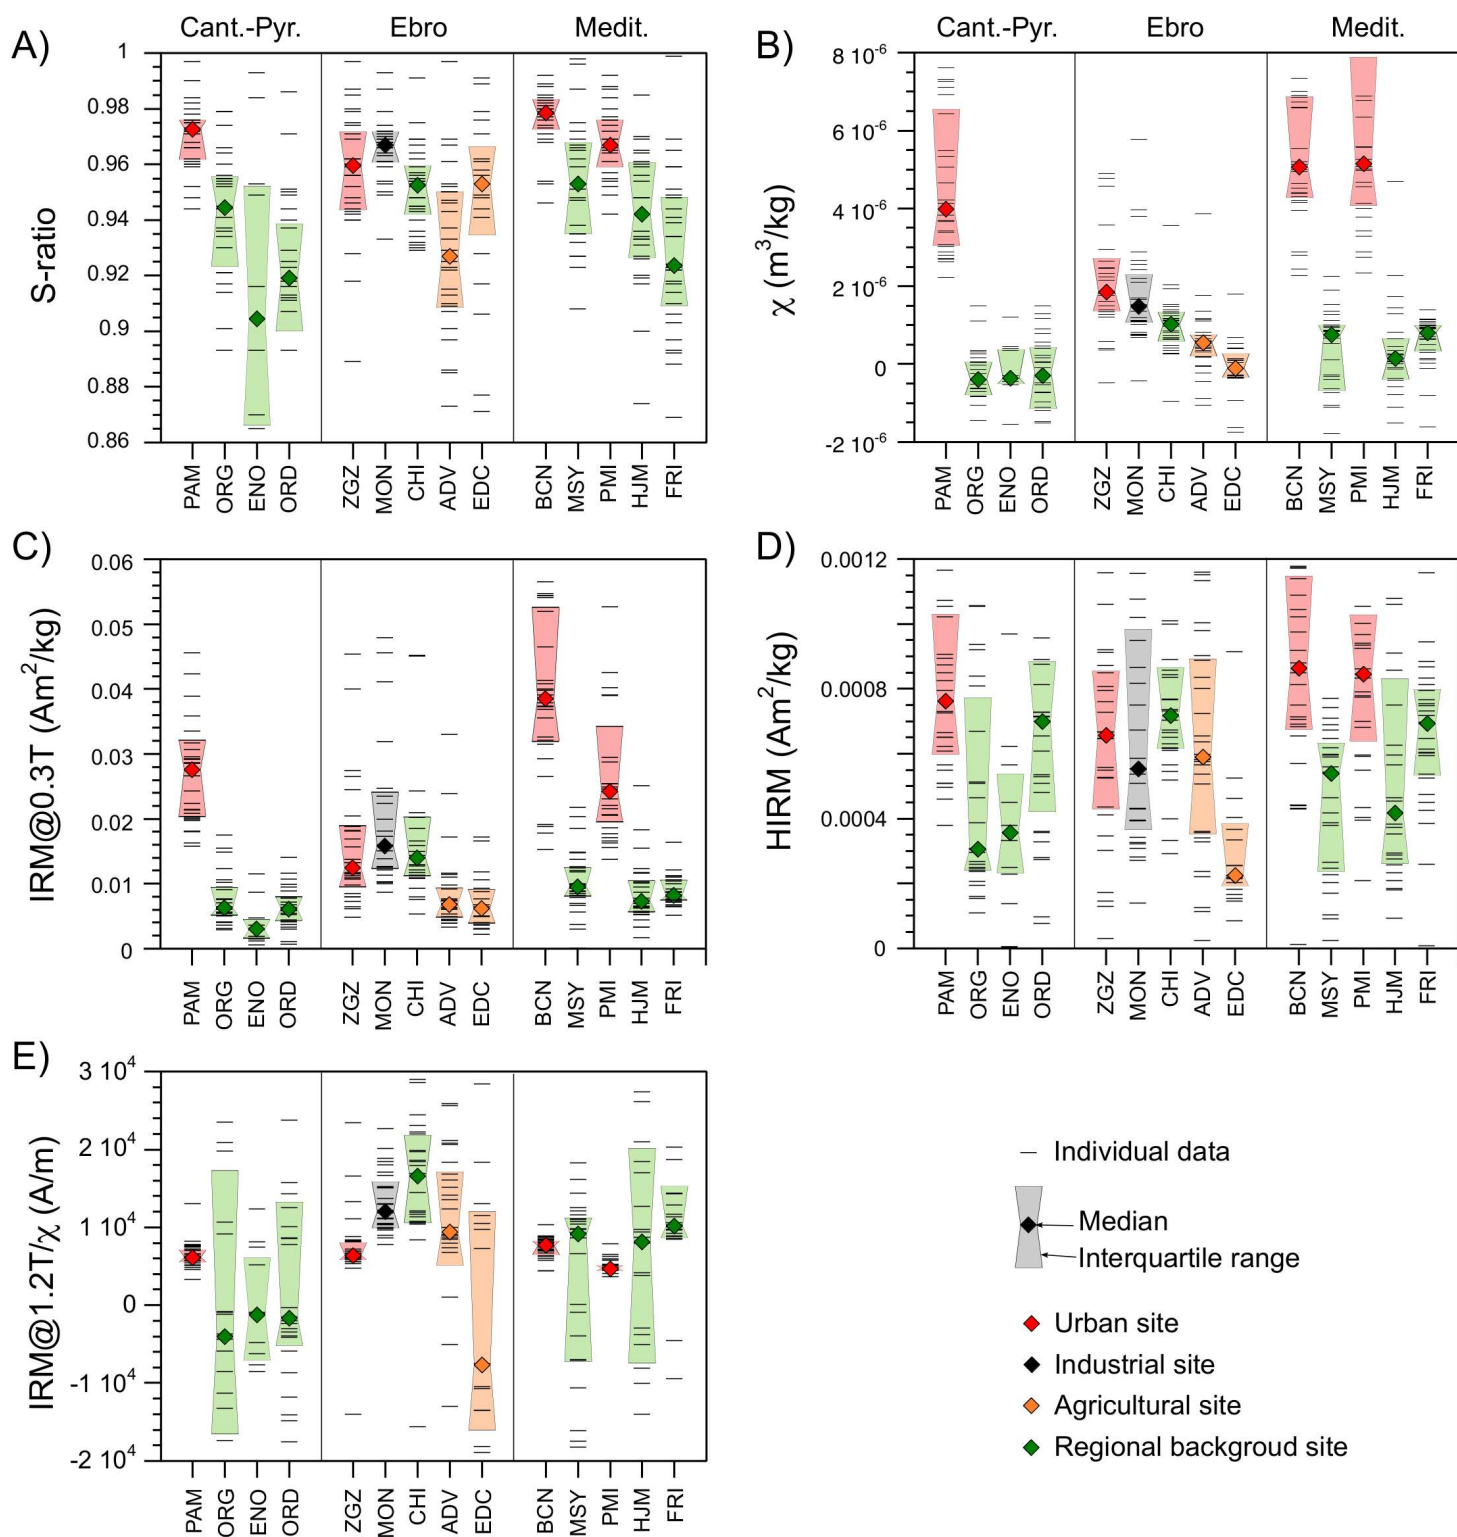 A)
Cant.-Pyr. Ebro Medit.
S-ratio
1
0.98
0.96
0.94
0.92
0.9
0.88
0.86
PAM ORG ENO ORD ZGZ MON CHI ADV EDC BCN MSY PMI HJM FRI
B)
Cant.-Pyr. Ebro Medit.
χ (m³/kg)
8 10⁻⁶
6 10⁻⁶
4 10⁻⁶
2 10⁻⁶
0
-2 10⁻⁶
PAM ORG ENO ORD ZGZ MON CHI ADV EDC BCN MSY PMI HJM FRI
C)
IRM@0.3T (Am²/kg)
0.06
0.05
0.04
0.03
0.02
0.01
0
PAM ORG ENO ORD ZGZ MON CHI ADV EDC BCN MSY PMI HJM FRI
D)
HIRM (Am²/kg)
0.0012
0.0008
0.0004
0
PAM ORG ENO ORD ZGZ MON CHI ADV EDC BCN MSY PMI HJM FRI
E)
IRM@1.2T/χ (A/m)
3 10⁴
2 10⁴
1 10⁴
0
-1 10⁴
-2 10⁴
PAM ORG ENO ORD ZGZ MON CHI ADV EDC BCN MSY PMI HJM FRI
Individual data
Median
Interquartile range
Urban site
Industrial site
Agricultural site
Regional backgroud site